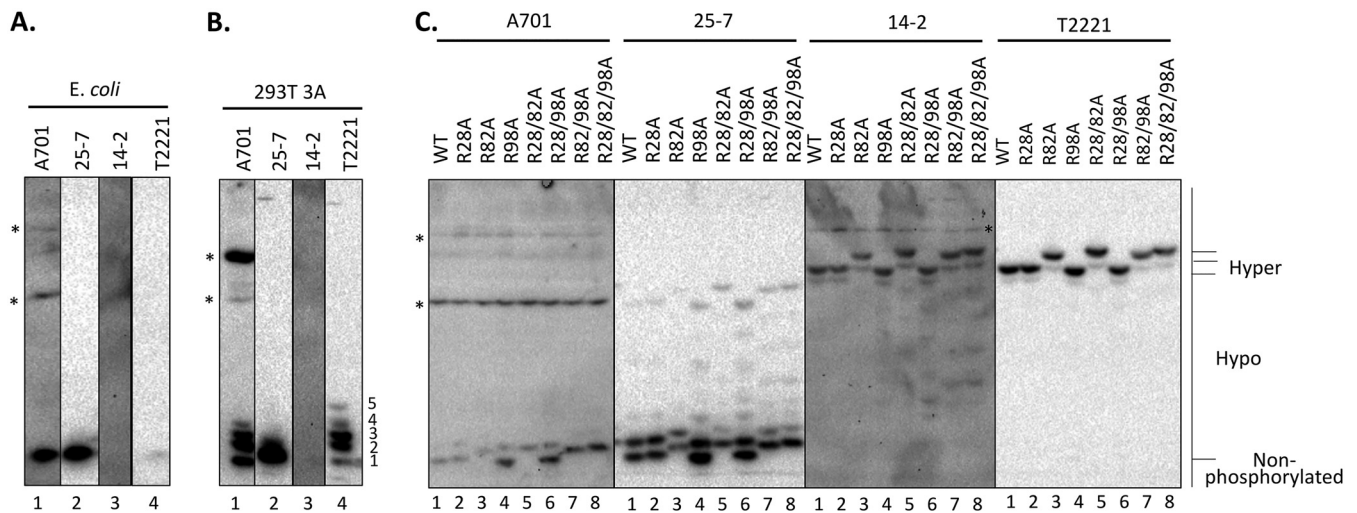 A.
E. coli
A701 25-7 14-2 T2221
*
*
1 2 3 4
B.
293T 3A
A701 25-7 14-2 T2221
*
*
5
4
3
2
1
1 2 3 4
C.
A701 25-7 14-2 T2221
WT R28A R82A R98A R28/82A R28/98A R82/98A R28/82/98A WT R28A R82A R98A R28/82A R28/98A R82/98A R28/82/98A WT R28A R82A R98A R28/82A R28/98A R82/98A R28/82/98A WT R28A R82A R98A R28/82A R28/98A R82/98A R28/82/98A
* *
*
Hyper
Hypo
Non-
phosphorylated
1 2 3 4 5 6 7 8 1 2 3 4 5 6 7 8 1 2 3 4 5 6 7 8 1 2 3 4 5 6 7 8